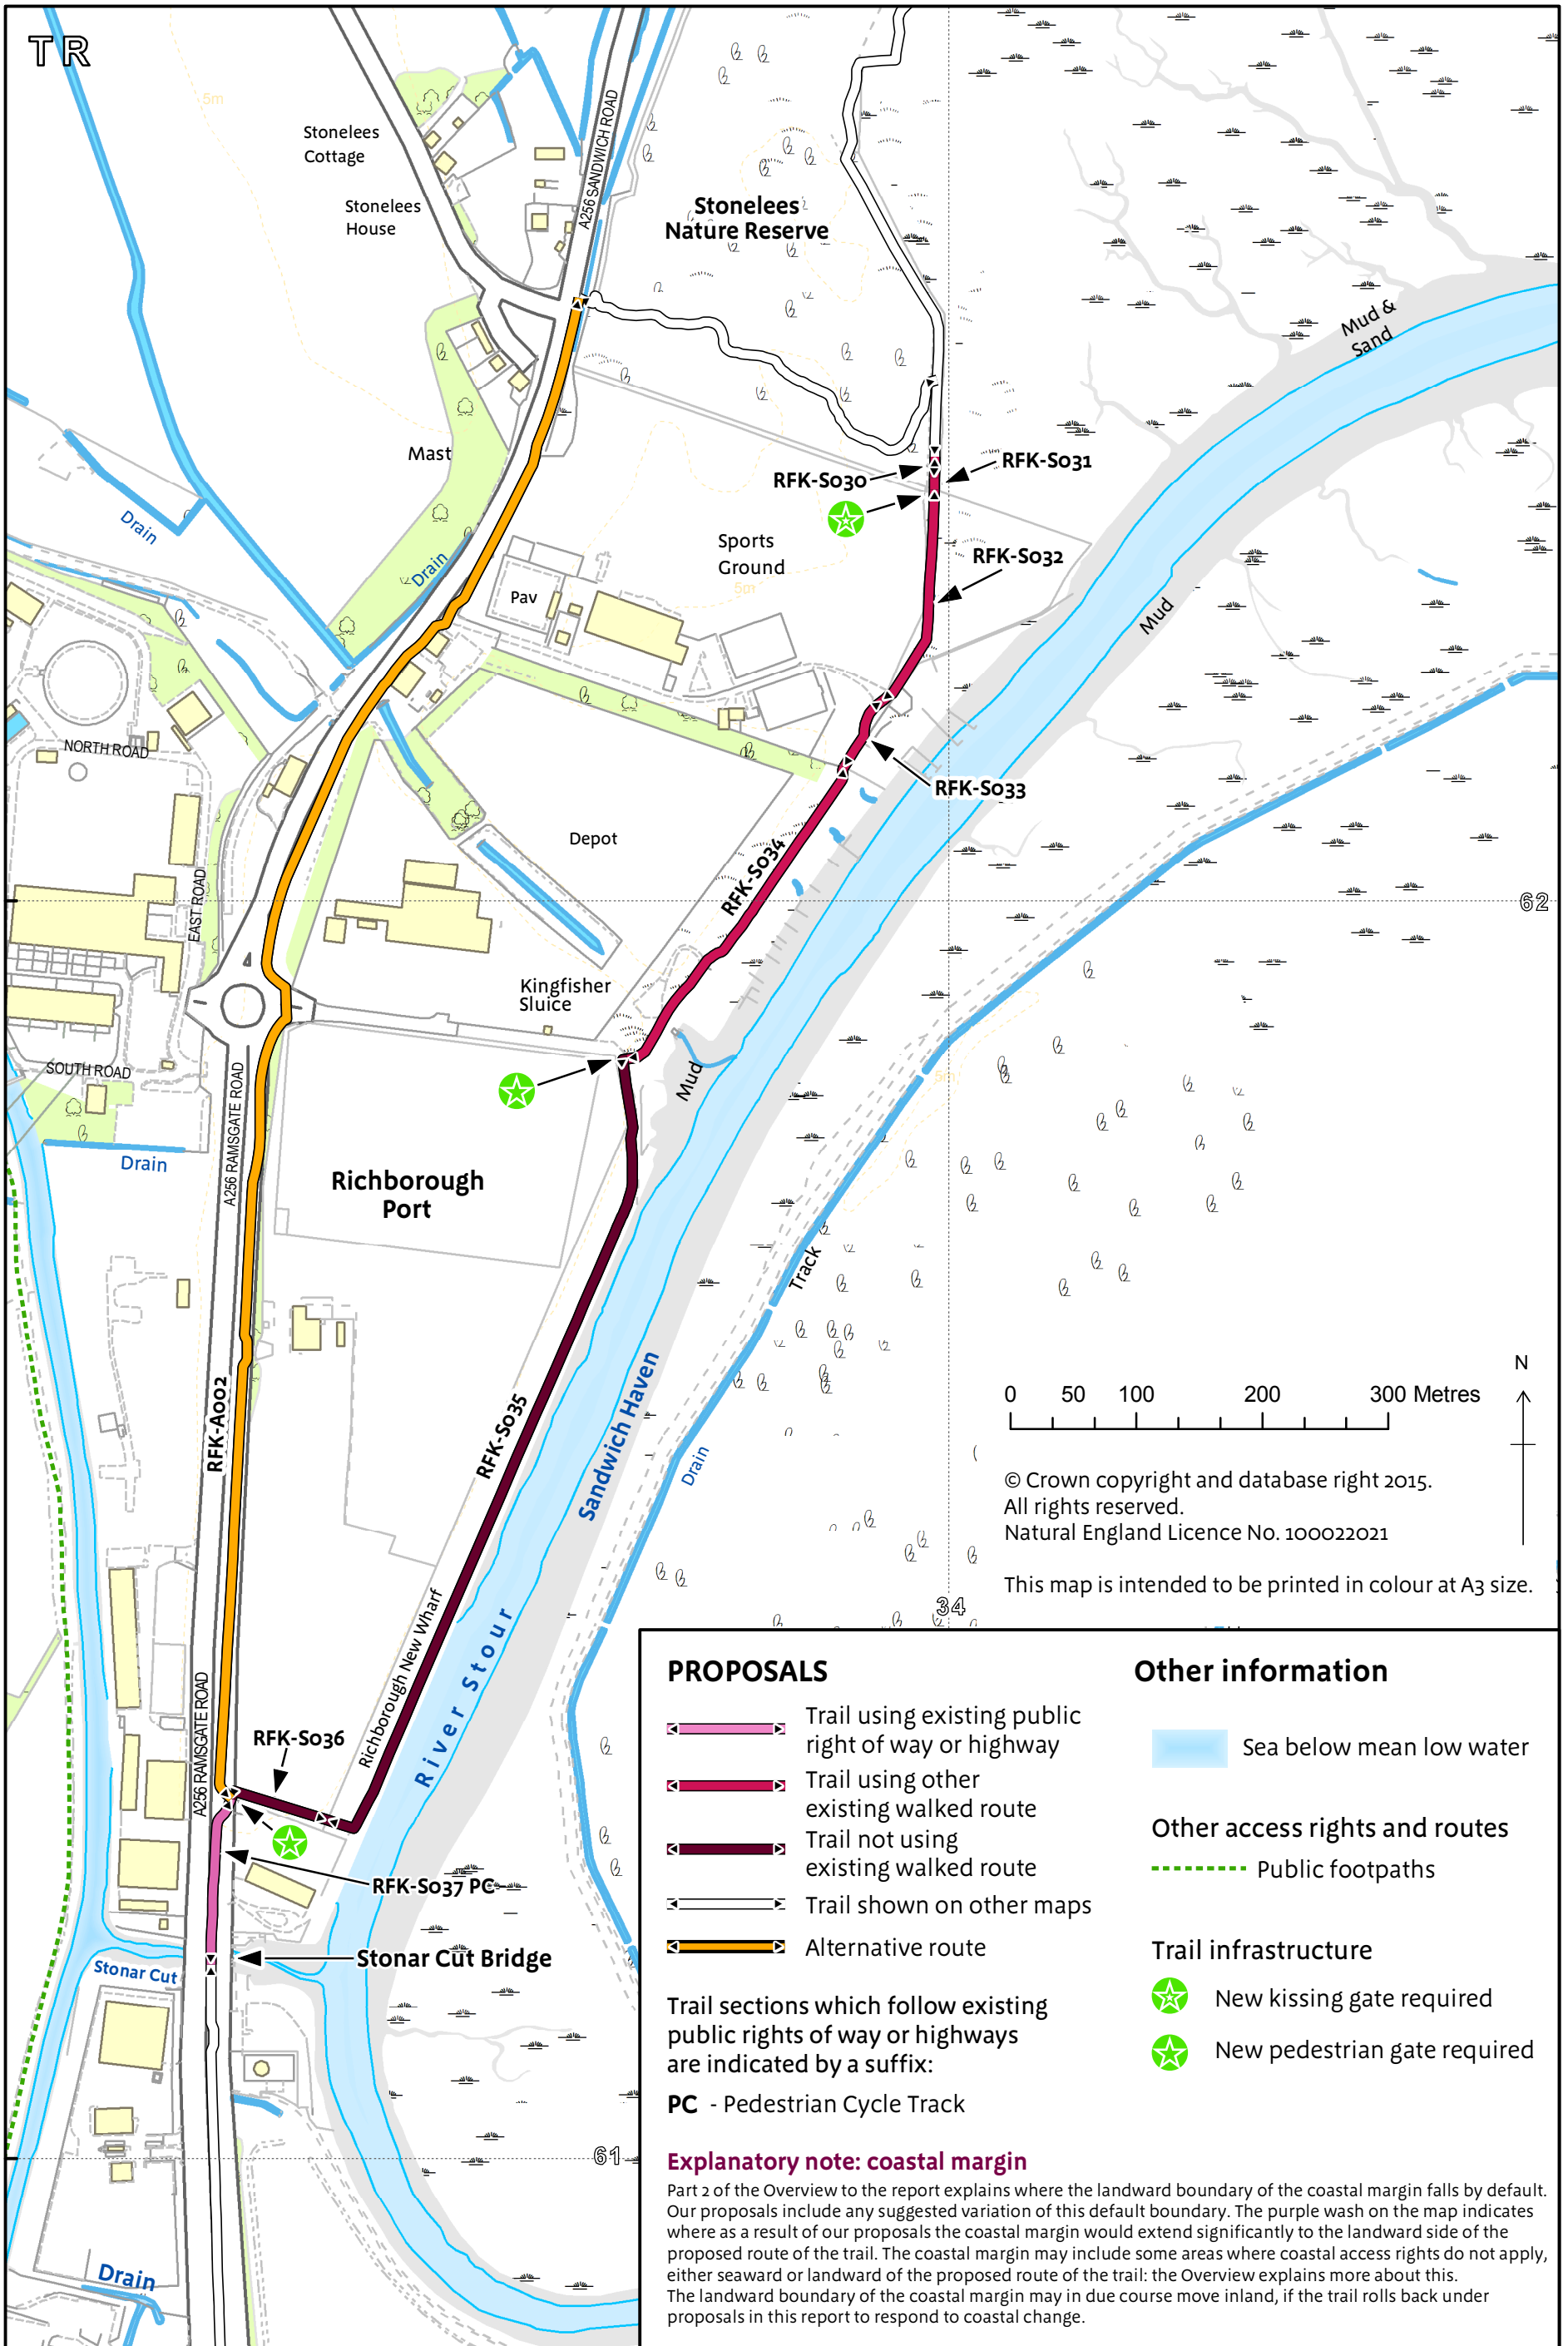 TR
5m
Stonelees
Cottage
Stonelees
House
A256 SANDWICH ROAD
Stonelees
Nature Reserve
Mud &
Sand
Mast
Drain
Drain
RFK-S030
RFK-S031
Sports
Ground
5m
RFK-S032
Pav
Mud
NORTH ROAD
RFK-S033
Depot
RFK-S034
EAST ROAD
62
Kingfisher
Sluice
SOUTH ROAD
Mud
5m
A256 RAMSGATE ROAD
Drain
Richborough
Port
Track
RFK-A002
RFK-S035
Sandwich Haven
Drain
N
0 50 100 200 300 Metres
© Crown copyright and database right 2015.
All rights reserved.
Natural England Licence No. 100022021
This map is intended to be printed in colour at A3 size.
34
Richborough New Wharf
River Stour
A256 RAMSGATE ROAD
RFK-S036
RFK-S037 PC
Stonar Cut Bridge
Stonar Cut
61
Drain
PROPOSALS
Trail using existing public
right of way or highway
Trail using other
existing walked route
Trail not using
existing walked route
Trail shown on other maps
Alternative route
Trail sections which follow existing
public rights of way or highways
are indicated by a suffix:
PC - Pedestrian Cycle Track
Other information
Sea below mean low water
Other access rights and routes
Public footpaths
Trail infrastructure
New kissing gate required
New pedestrian gate required
Explanatory note: coastal margin
Part 2 of the Overview to the report explains where the landward boundary of the coastal margin falls by default.
Our proposals include any suggested variation of this default boundary. The purple wash on the map indicates
where as a result of our proposals the coastal margin would extend significantly to the landward side of the
proposed route of the trail. The coastal margin may include some areas where coastal access rights do not apply,
either seaward or landward of the proposed route of the trail: the Overview explains more about this.
The landward boundary of the coastal margin may in due course move inland, if the trail rolls back under
proposals in this report to respond to coastal change.